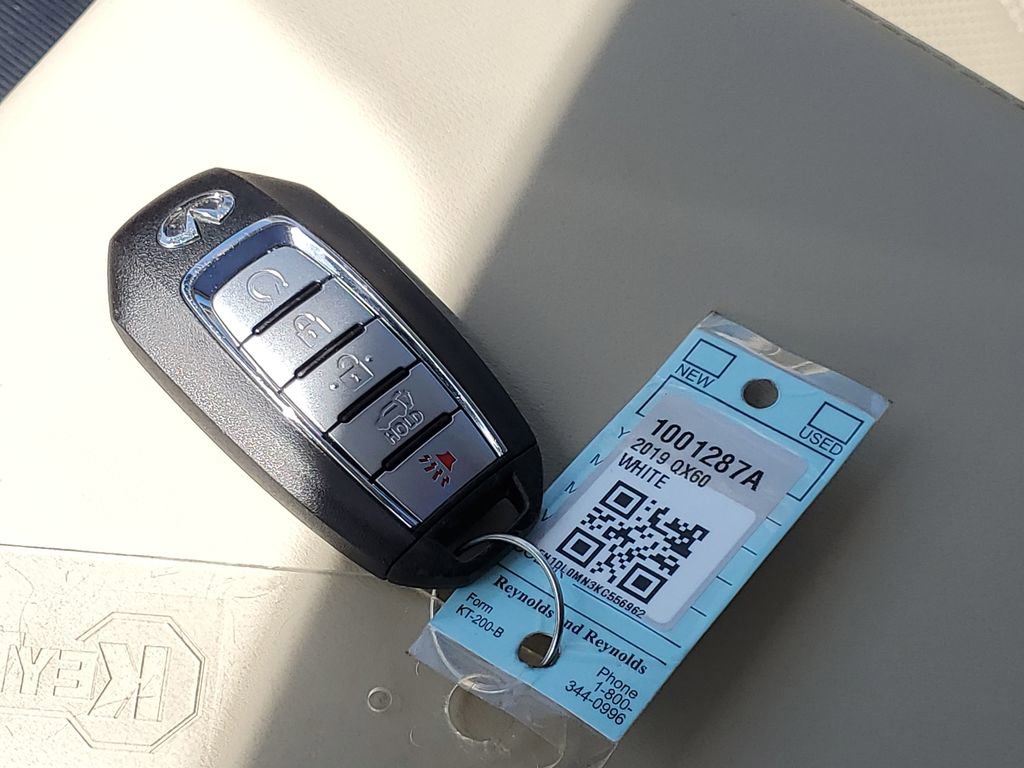 HOLD
NEW
USED
1001287A
2019 QX60
WHITE
Reynolds and Reynolds
Form
KT-200-B
Phone
1-800-
344-0996